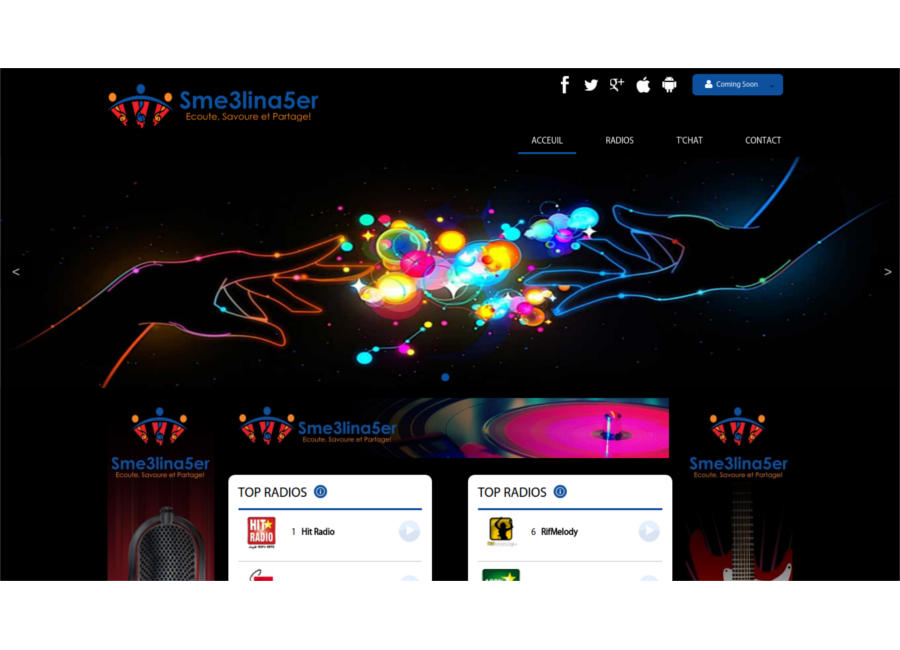 Sme3lina5er
Ecoute, Savoure et Partage!
Coming Soon
ACCEUIL
RADIOS
T'CHAT
CONTACT
<
>
Sme3lina5er
Ecoute, Savoure et Partage!
Sme3lina5er
Ecoute, Savoure et Partage!
Sme3lina5er
Ecoute, Savoure et Partage!
TOP RADIOS
HIT
RADIO
1 Hit Radio
TOP RADIOS
6 RifMelody